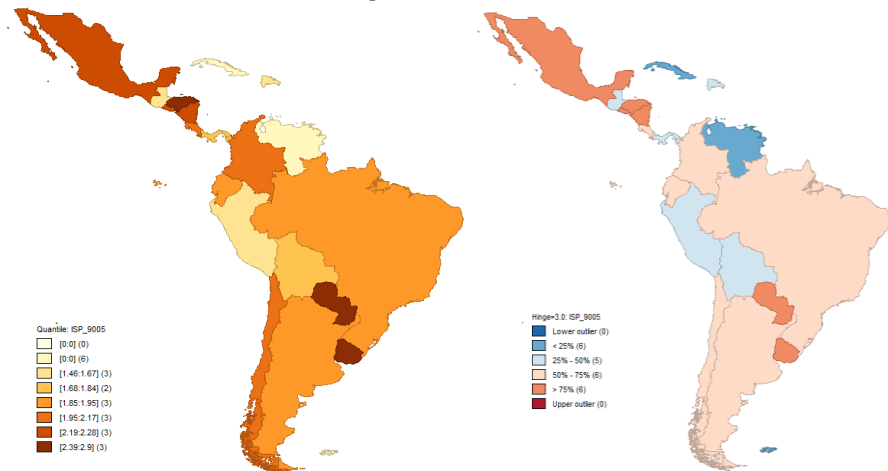 Quantile: ISP_9005
[0:0] (0)
[0:0] (6)
[1.46:1.67] (3)
[1.68:1.84] (2)
[1.85:1.95] (3)
[1.95:2.17] (3)
[2.19:2.28] (3)
[2.39:2.9] (3)
Hinge=3.0: ISP_9005
Lower outlier (0)
< 25% (6)
25% - 50% (5)
50% - 75% (6)
> 75% (6)
Upper outlier (0)